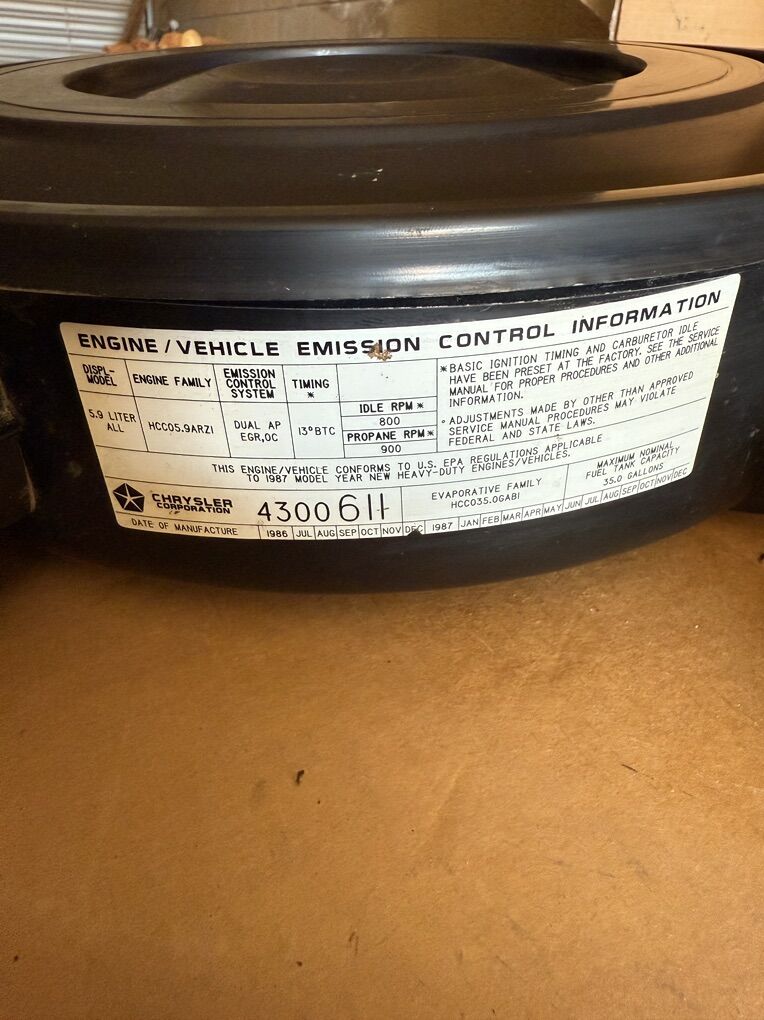 ENGINE/VEHICLE EMISSION CONTROL INFORMATION
DISPL-
MODEL
ENGINE FAMILY
EMISSION
CONTROL
SYSTEM
TIMING
*
5.9 LITER
ALL
HCC05.9ARZ1
DUAL AP
EGR,OC
13°BTC
IDLE RPM *
800
PROPANE RPM*
900
*BASIC IGNITION TIMING AND CARBURETOR IDLE
HAVE BEEN PRESET AT THE FACTORY. SEE THE SERVICE
MANUAL FOR PROPER PROCEDURES AND OTHER ADDITIONAL
INFORMATION.
∘ ADJUSTMENTS MADE BY OTHER THAN APPROVED
SERVICE MANUAL PROCEDURES MAY VIOLATE
FEDERAL AND STATE LAWS.
THIS ENGINE/VEHICLE CONFORMS TO U.S. EPA REGULATIONS APPLICABLE
TO 1987 MODEL YEAR NEW HEAVY-DUTY ENGINES/VEHICLES.
CHRYSLER
CORPORATION
4300611
EVAPORATIVE FAMILY
HCC035.0GAB1
MAXIMUM NOMINAL
FUEL TANK CAPACITY
35.0 GALLONS
DATE OF MANUFACTURE 1986 JUL AUG SEP OCT NOV DEC 1987 JAN FEB MAR APR MAY JUN JUL AUG SEP OCT NOV DEC